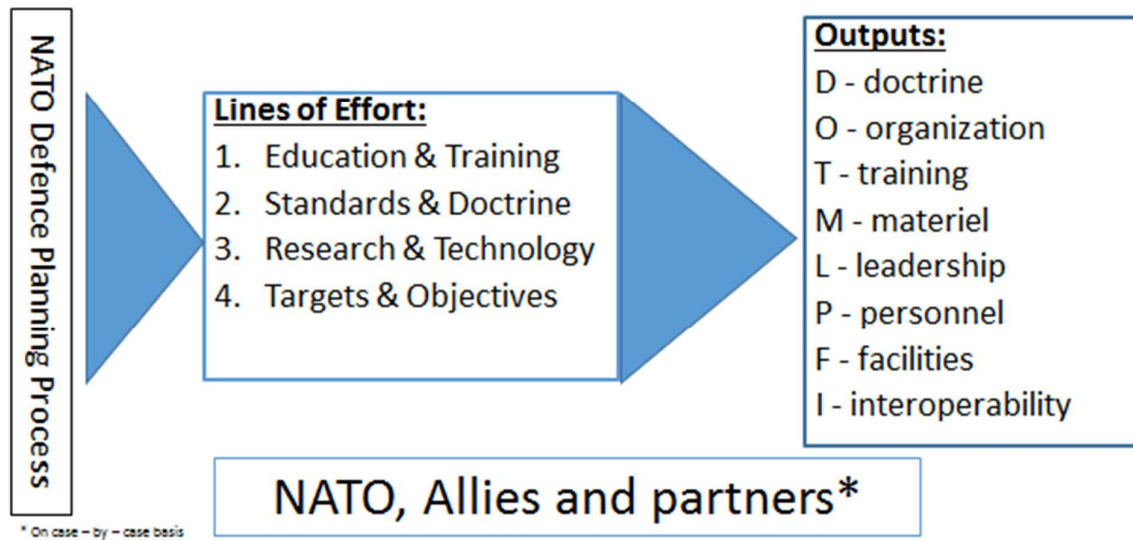 NATO Defence Planning Process
Lines of Effort:
1. Education & Training
2. Standards & Doctrine
3. Research & Technology
4. Targets & Objectives
Outputs:
D - doctrine
O - organization
T - training
M - materiel
L - leadership
P - personnel
F - facilities
I - interoperability
NATO, Allies and partners*
* On case – by – case basis